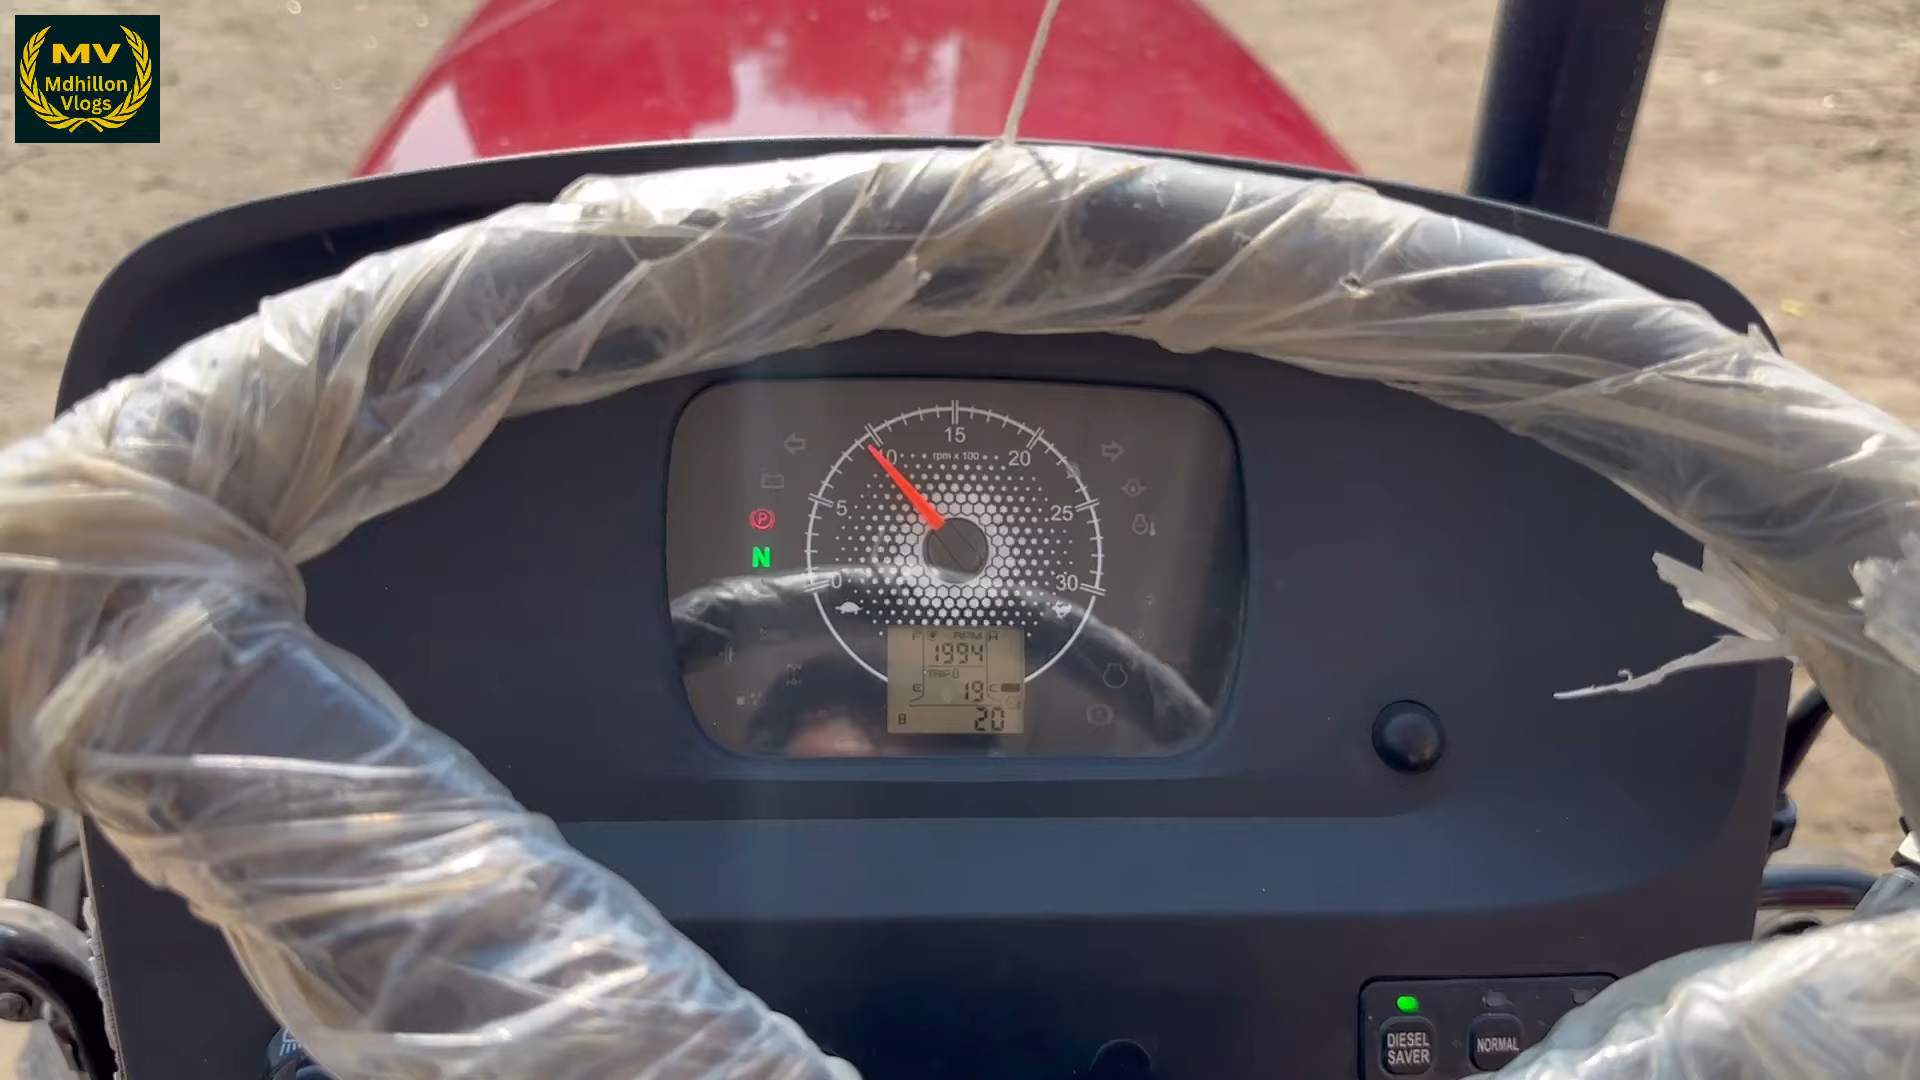 MV
Mdhillon
Vlogs
15
10
rpm x 100
20
5
25
P
N
0
30
F
RPM
H
1994
TRIP
E
19
C
B
20
DIESEL
SAVER
NORMAL